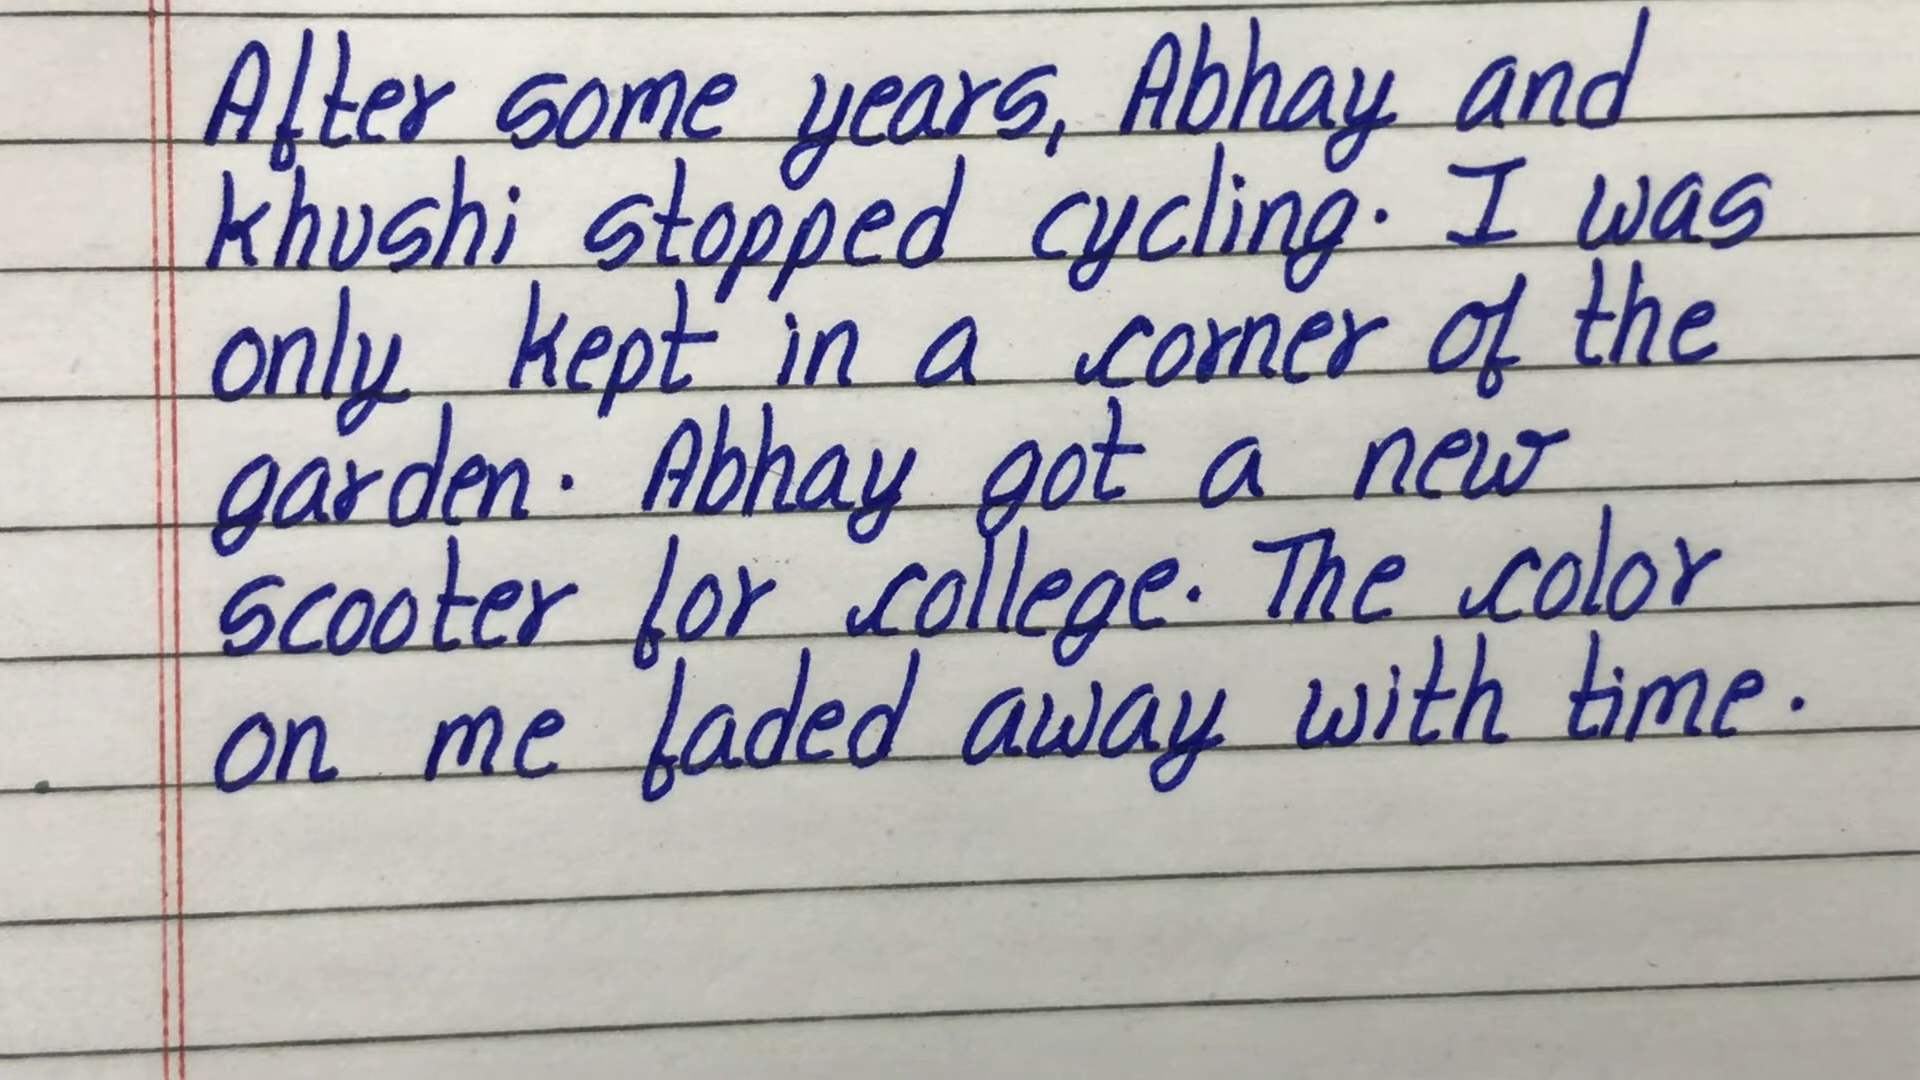 After some years, Abhay and
khushi stopped cycling. I was
only kept in a corner of the
garden. Abhay got a new
scooter for college. The color
on me faded away with time.